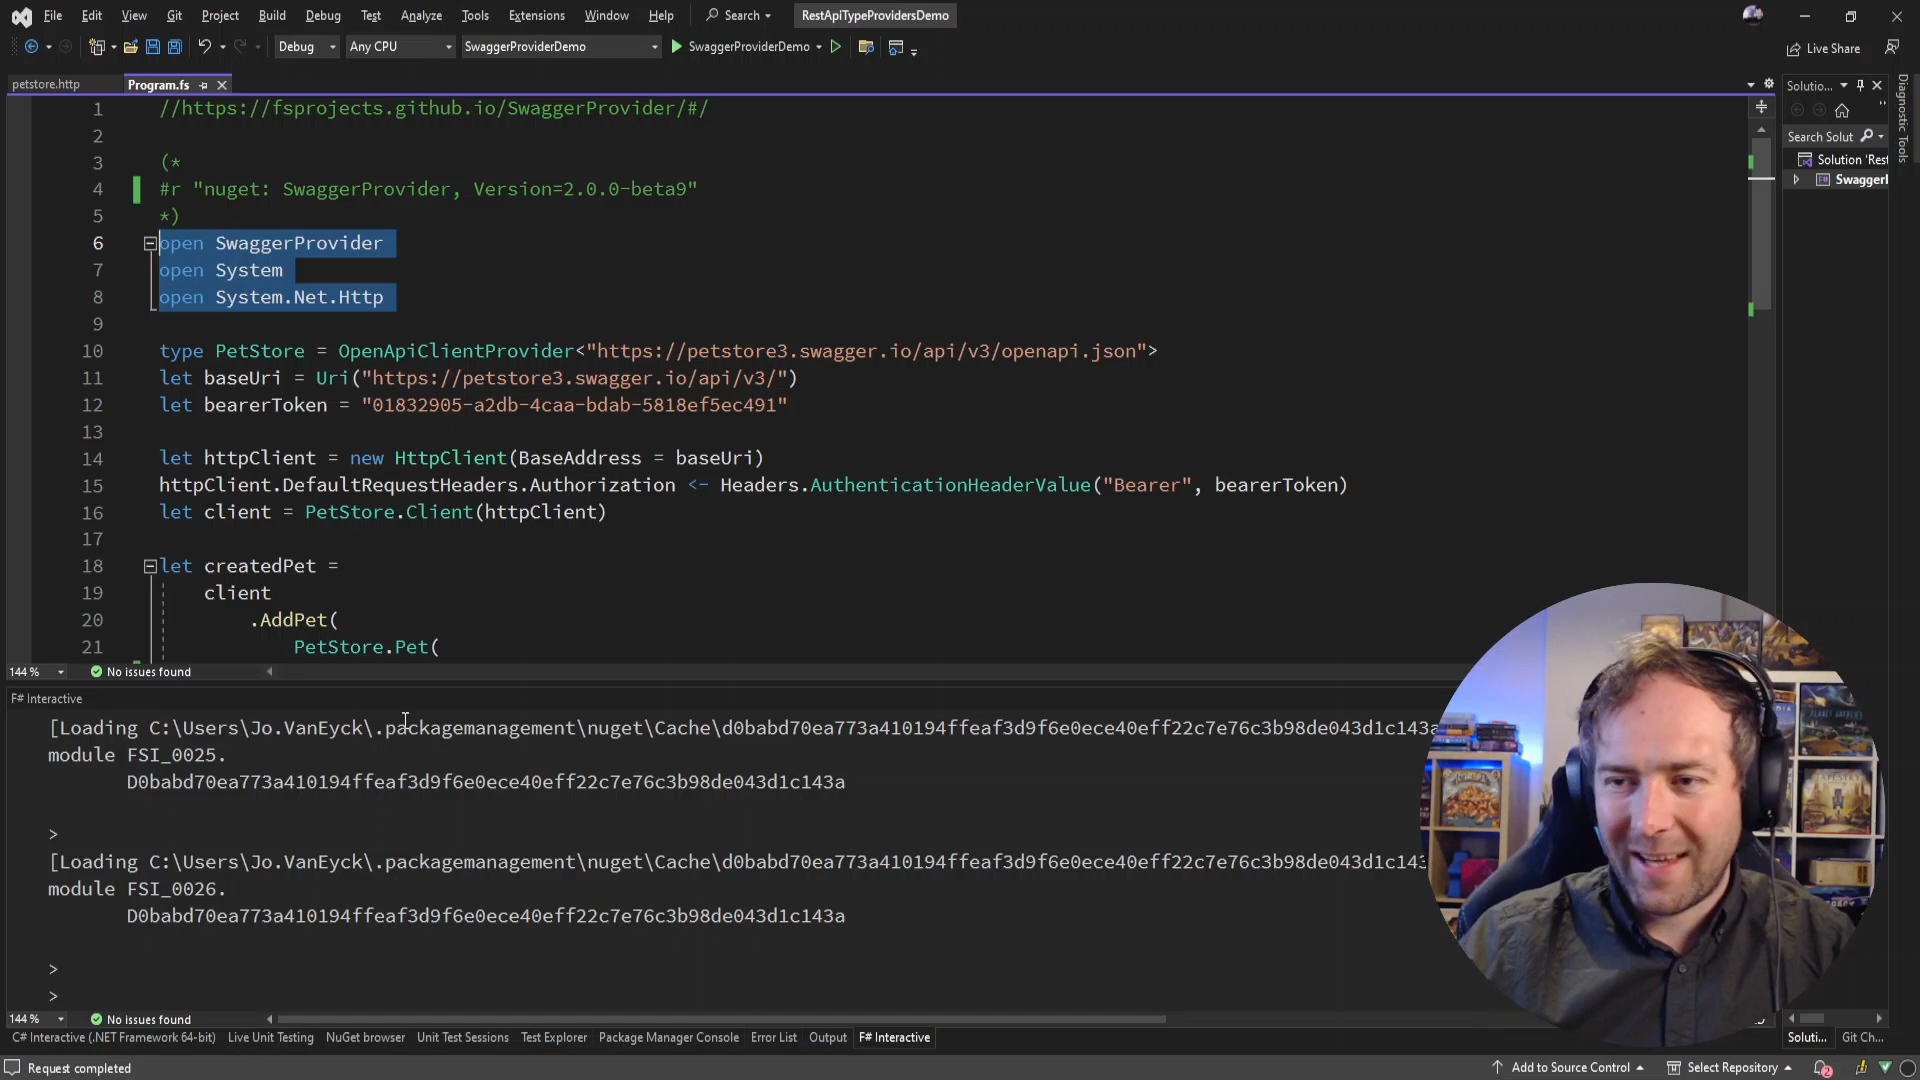 File Edit View Git Project Build Debug Test Analyze Tools Extensions Window Help Search RestApiTypeProvidersDemo
Debug Any CPU SwaggerProviderDemo SwaggerProviderDemo Live Share
petstore.http Program.fs
1 //https://fsprojects.github.io/SwaggerProvider/#/
2
3 (*
4 #r "nuget: SwaggerProvider, Version=2.0.0-beta9"
5 *)
6 open SwaggerProvider
7 open System
8 open System.Net.Http
9
10 type PetStore = OpenApiClientProvider<"https://petstore3.swagger.io/api/v3/openapi.json">
11 let baseUri = Uri("https://petstore3.swagger.io/api/v3/")
12 let bearerToken = "01832905-a2db-4caa-bdab-5818ef5ec491"
13
14 let httpClient = new HttpClient(BaseAddress = baseUri)
15 httpClient.DefaultRequestHeaders.Authorization <- Headers.AuthenticationHeaderValue("Bearer", bearerToken)
16 let client = PetStore.Client(httpClient)
17
18 let createdPet =
19 client
20 .AddPet(
21 PetStore.Pet(
144 % No issues found
Solutio...
Search Solut
Solution 'Rest
SwaggerI
Diagnostic Tools
F# Interactive
[Loading C:\Users\Jo.VanEyck\.packagemanagement\nuget\Cache\d0babd70ea773a410194ffeaf3d9f6e0ece40eff22c7e76c3b98de043d1c143a
module FSI_0025.
D0babd70ea773a410194ffeaf3d9f6e0ece40eff22c7e76c3b98de043d1c143a
>
[Loading C:\Users\Jo.VanEyck\.packagemanagement\nuget\Cache\d0babd70ea773a410194ffeaf3d9f6e0ece40eff22c7e76c3b98de043d1c143
module FSI_0026.
D0babd70ea773a410194ffeaf3d9f6e0ece40eff22c7e76c3b98de043d1c143a
>
>
144 % No issues found
C# Interactive (.NET Framework 64-bit) Live Unit Testing NuGet browser Unit Test Sessions Test Explorer Package Manager Console Error List Output F# Interactive Soluti... Git Ch...
Request completed Add to Source Control Select Repository 2